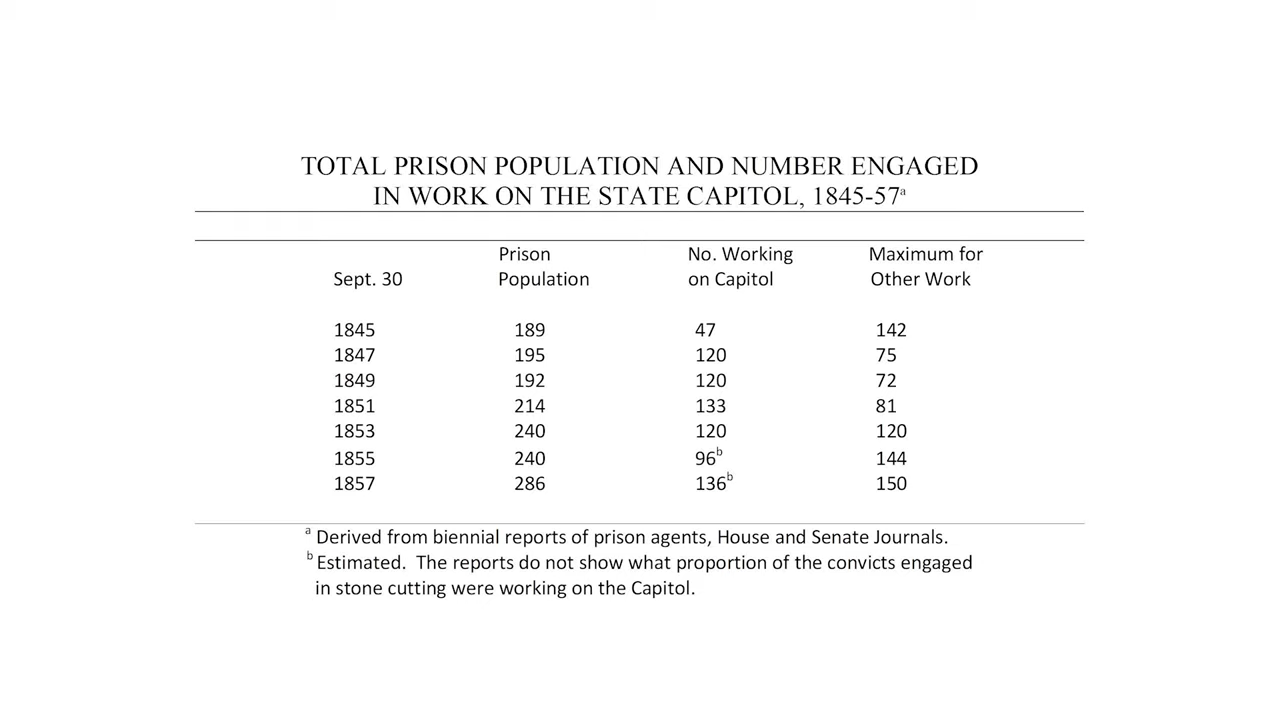 TOTAL PRISON POPULATION AND NUMBER ENGAGED
IN WORK ON THE STATE CAPITOL, 1845-57a
Prison No. Working Maximum for
Sept. 30 Population on Capitol Other Work
1845 189 47 142
1847 195 120 75
1849 192 120 72
1851 214 133 81
1853 240 120 120
1855 240 96b 144
1857 286 136b 150
a Derived from biennial reports of prison agents, House and Senate Journals.
b Estimated. The reports do not show what proportion of the convicts engaged
in stone cutting were working on the Capitol.